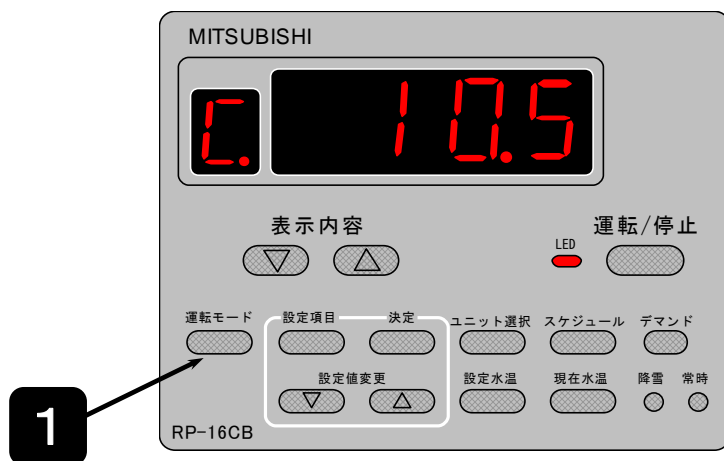 MITSUBISHI
C. 10.5
表示内容
▽ △
LED
運転/停止
運転モード 設定項目 決定 ユニット選択 スケジュール デマンド
設定値変更 設定水温 現在水温 降雪 常時
▽ △
1
RP-16CB